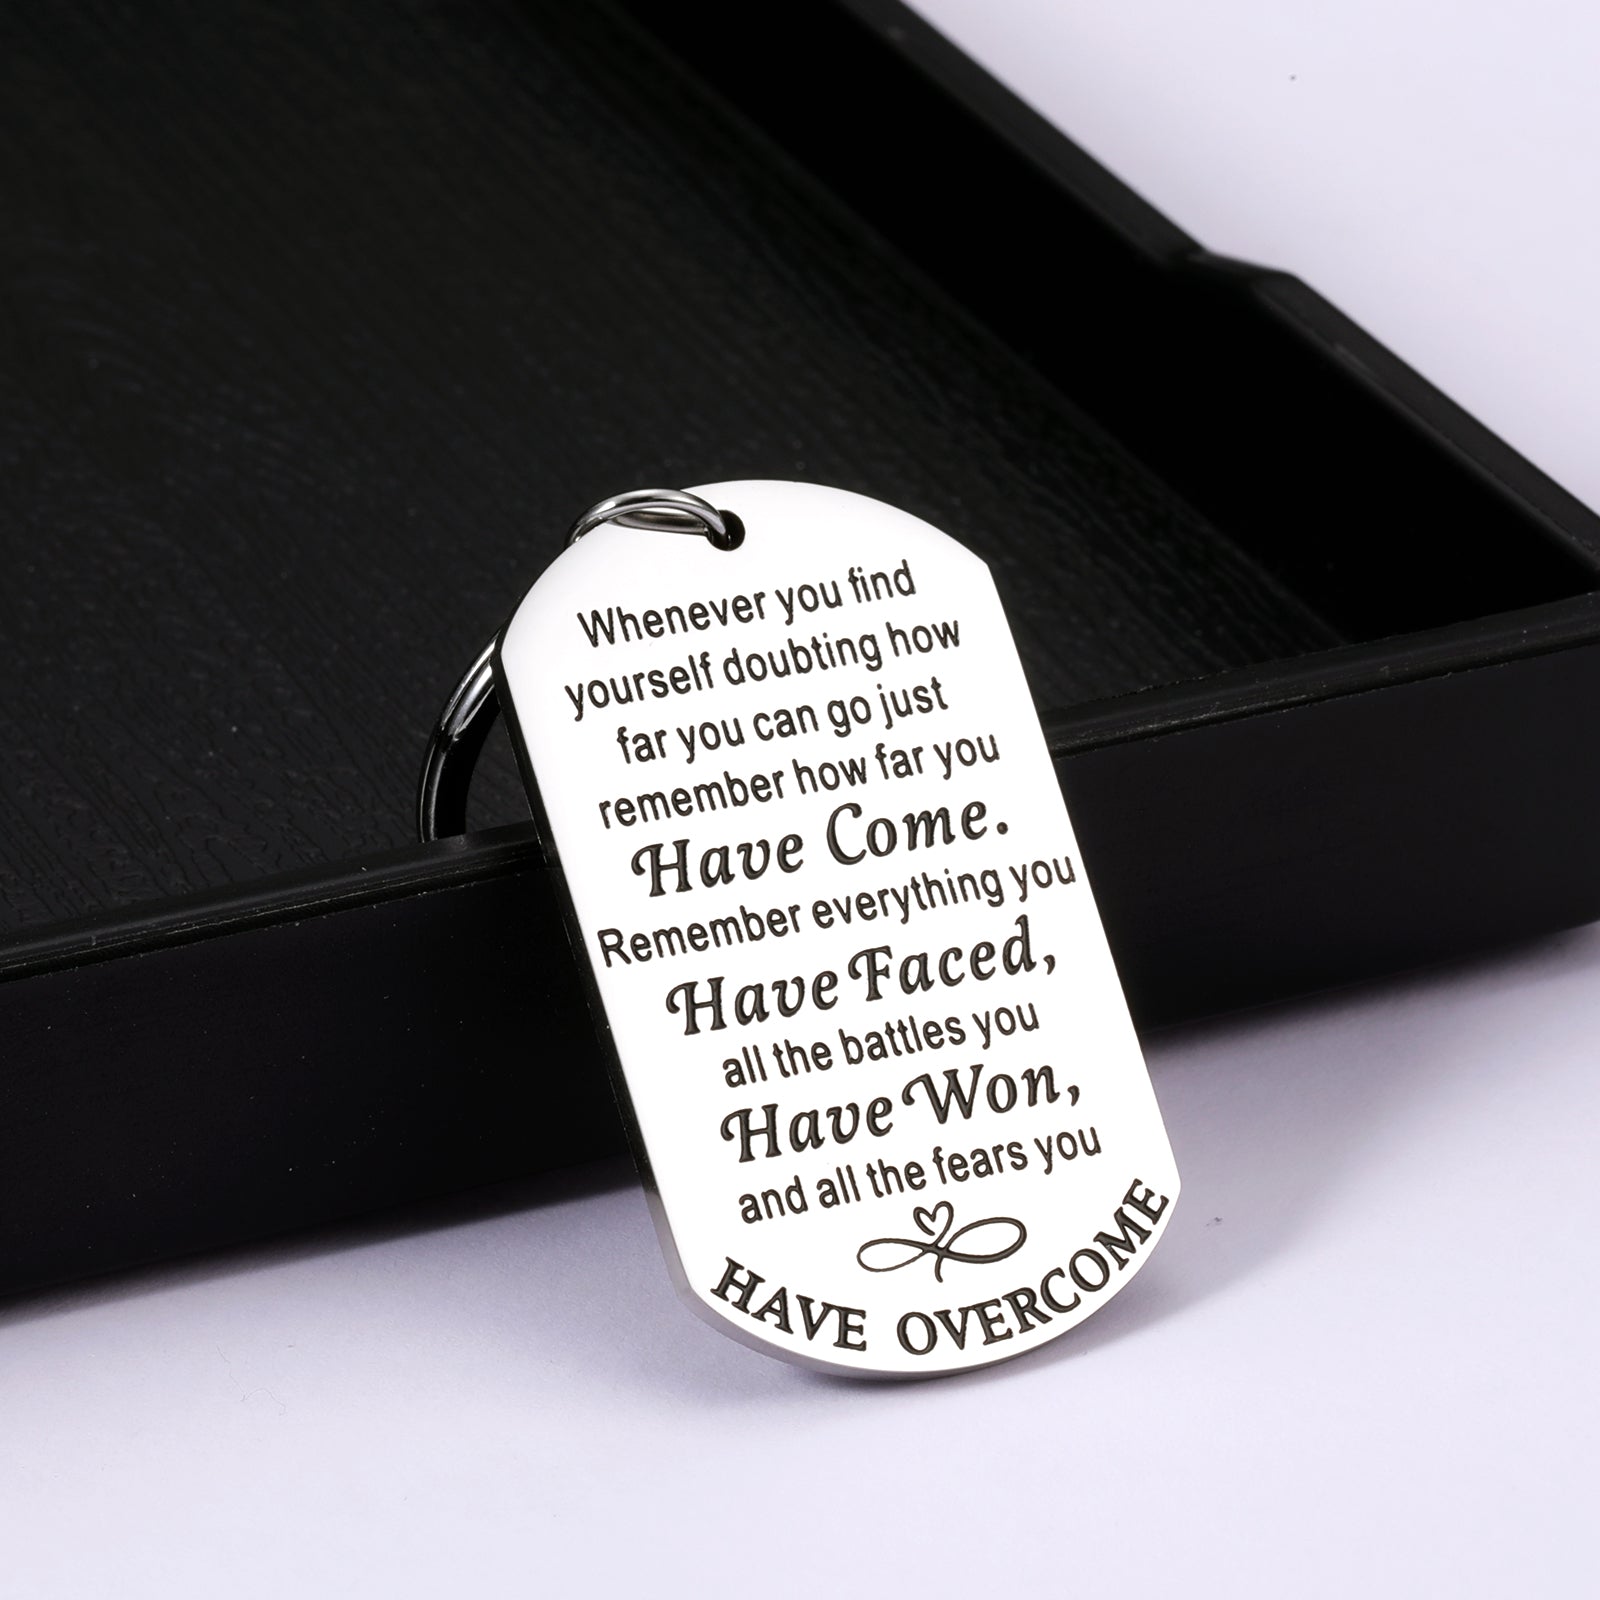 Whenever you find
yourself doubting how
far you can go just
remember how far you
Have Come.
Remember everything you
Have Faced,
all the battles you
Have Won,
and all the fears you
HAVE OVERCOME